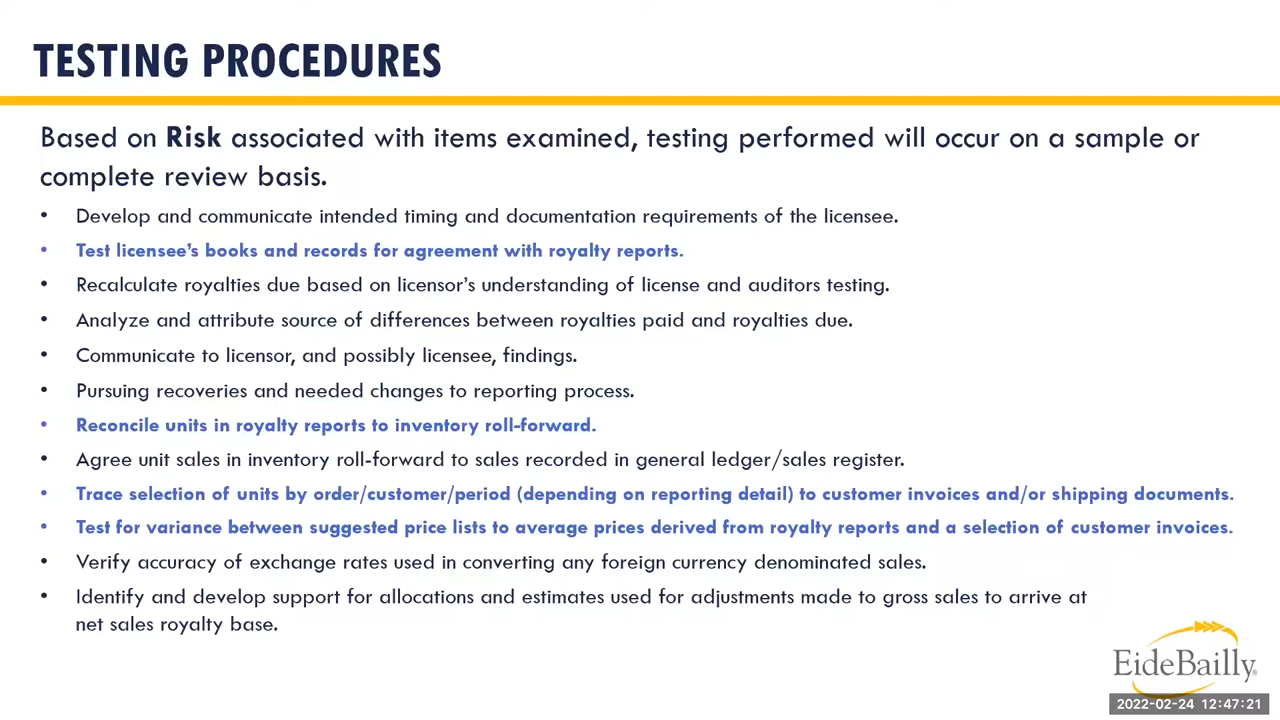 TESTING PROCEDURES
Based on Risk associated with items examined, testing performed will occur on a sample or
complete review basis.
• Develop and communicate intended timing and documentation requirements of the licensee.
• Test licensee's books and records for agreement with royalty reports.
• Recalculate royalties due based on licensor's understanding of license and auditors testing.
• Analyze and attribute source of differences between royalties paid and royalties due.
• Communicate to licensor, and possibly licensee, findings.
• Pursuing recoveries and needed changes to reporting process.
• Reconcile units in royalty reports to inventory roll-forward.
• Agree unit sales in inventory roll-forward to sales recorded in general ledger/sales register.
• Trace selection of units by order/customer/period (depending on reporting detail) to customer invoices and/or shipping documents.
• Test for variance between suggested price lists to average prices derived from royalty reports and a selection of customer invoices.
• Verify accuracy of exchange rates used in converting any foreign currency denominated sales.
• Identify and develop support for allocations and estimates used for adjustments made to gross sales to arrive at
net sales royalty base.
EideBailly®
2022-02-24 12:47:21